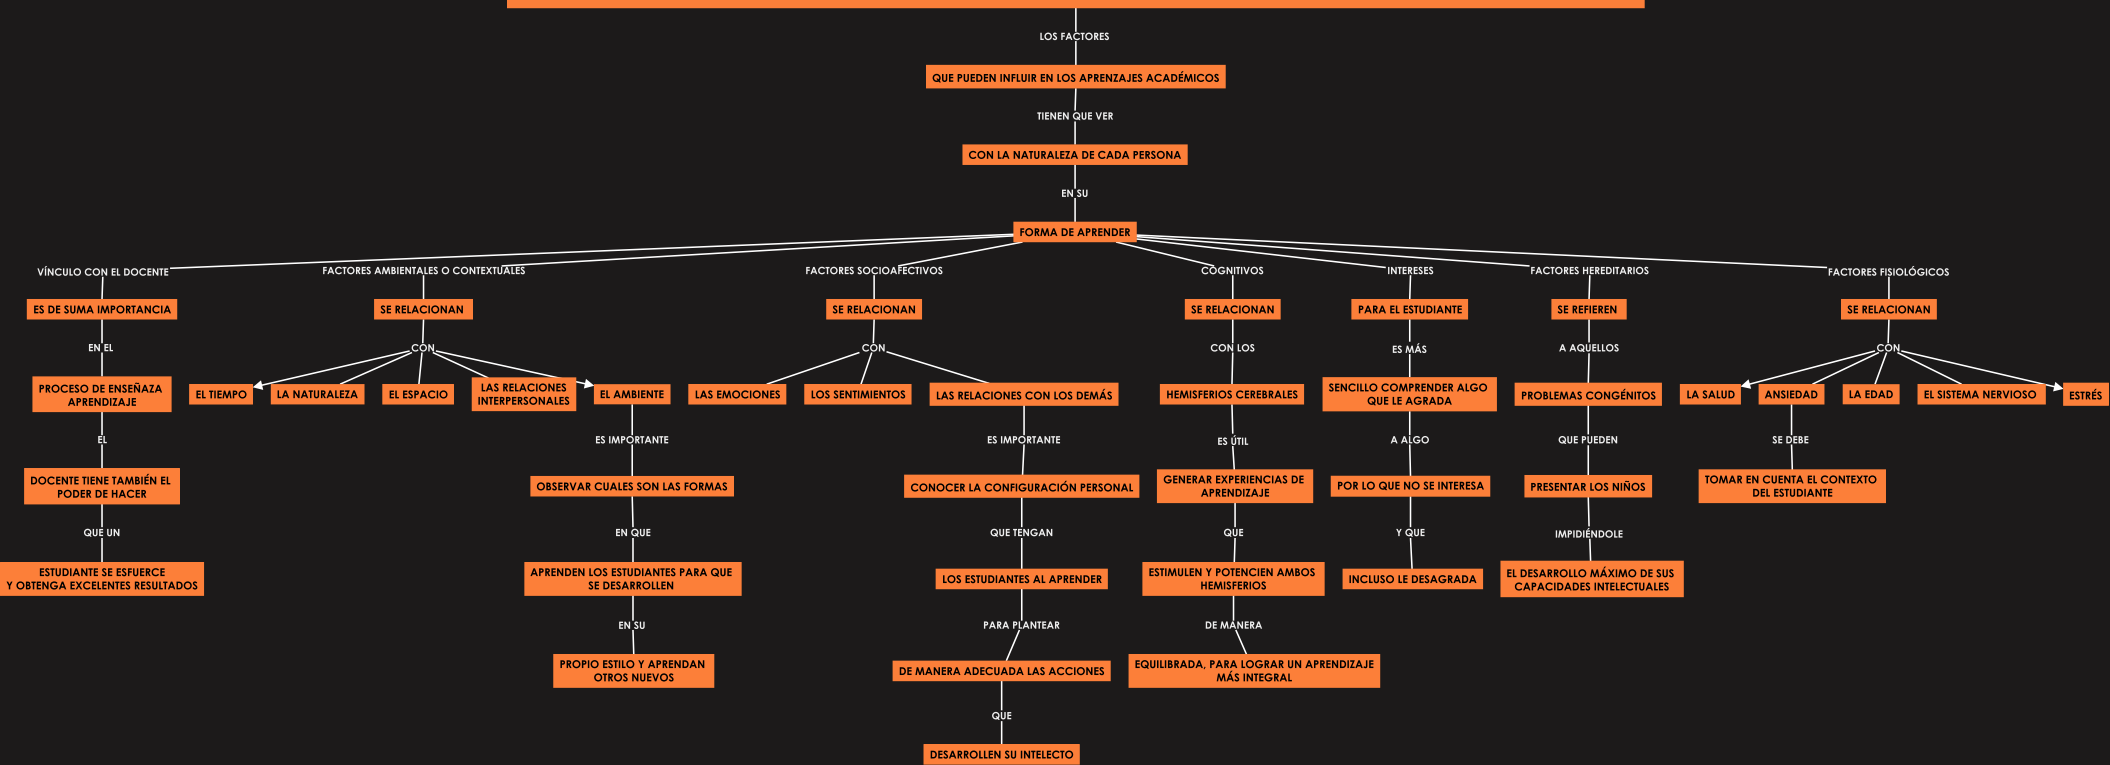 LOS FACTORES
QUE PUEDEN INFLUIR EN LOS APRENZAJES ACADÉMICOS
TIENEN QUE VER
CON LA NATURALEZA DE CADA PERSONA
EN SU
FORMA DE APRENDER
VÍNCULO CON EL DOCENTE
ES DE SUMA IMPORTANCIA
EN EL
PROCESO DE ENSEÑAZA
APRENDIZAJE
EL
DOCENTE TIENE TAMBIÉN EL
PODER DE HACER
QUE UN
ESTUDIANTE SE ESFUERCE
Y OBTENGA EXCELENTES RESULTADOS
FACTORES AMBIENTALES O CONTEXTUALES
SE RELACIONAN
CON
EL TIEMPO
LA NATURALEZA
EL ESPACIO
LAS RELACIONES
INTERPERSONALES
EL AMBIENTE
ES IMPORTANTE
OBSERVAR CUALES SON LAS FORMAS
EN QUE
APRENDEN LOS ESTUDIANTES PARA QUE
SE DESARROLLEN
EN SU
PROPIO ESTILO Y APRENDAN
OTROS NUEVOS
FACTORES SOCIOAFECTIVOS
SE RELACIONAN
CON
LAS EMOCIONES
LOS SENTIMIENTOS
LAS RELACIONES CON LOS DEMÁS
ES IMPORTANTE
CONOCER LA CONFIGURACIÓN PERSONAL
QUE TENGAN
LOS ESTUDIANTES AL APRENDER
PARA PLANTEAR
DE MANERA ADECUADA LAS ACCIONES
QUE
DESARROLLEN SU INTELECTO
COGNITIVOS
SE RELACIONAN
CON LOS
HEMISFERIOS CEREBRALES
ES ÚTIL
GENERAR EXPERIENCIAS DE
APRENDIZAJE
QUE
ESTIMULEN Y POTENCIEN AMBOS
HEMISFERIOS
DE MANERA
EQUILIBRADA, PARA LOGRAR UN APRENDIZAJE
MÁS INTEGRAL
INTERESES
PARA EL ESTUDIANTE
ES MÁS
SENCILLO COMPRENDER ALGO
QUE LE AGRADA
A ALGO
POR LO QUE NO SE INTERESA
Y QUE
INCLUSO LE DESAGRADA
FACTORES HEREDITARIOS
SE REFIEREN
A AQUELLOS
PROBLEMAS CONGÉNITOS
QUE PUEDEN
PRESENTAR LOS NIÑOS
IMPIDIÉNDOLE
EL DESARROLLO MÁXIMO DE SUS
CAPACIDADES INTELECTUALES
FACTORES FISIOLÓGICOS
SE RELACIONAN
CON
LA SALUD
ANSIEDAD
LA EDAD
EL SISTEMA NERVIOSO
ESTRÉS
SE DEBE
TOMAR EN CUENTA EL CONTEXTO
DEL ESTUDIANTE